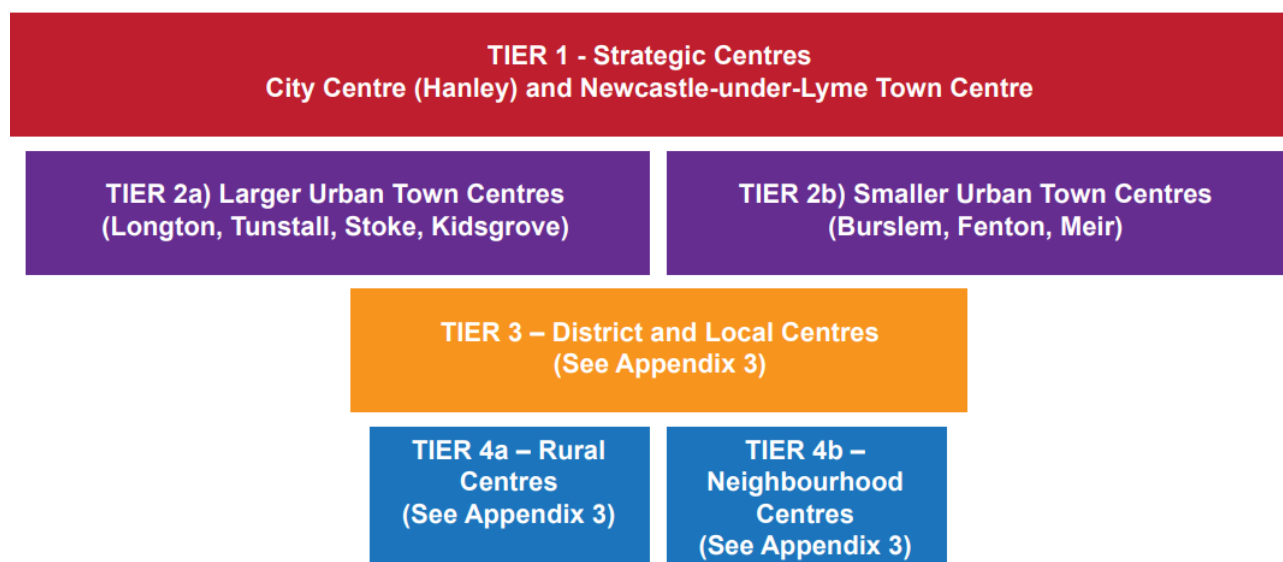 TIER 1 - Strategic Centres
City Centre (Hanley) and Newcastle-under-Lyme Town Centre
TIER 2a) Larger Urban Town Centres
(Longton, Tunstall, Stoke, Kidsgrove)
TIER 2b) Smaller Urban Town Centres
(Burslem, Fenton, Meir)
TIER 3 – District and Local Centres
(See Appendix 3)
TIER 4a – Rural
Centres
(See Appendix 3)
TIER 4b –
Neighbourhood
Centres
(See Appendix 3)